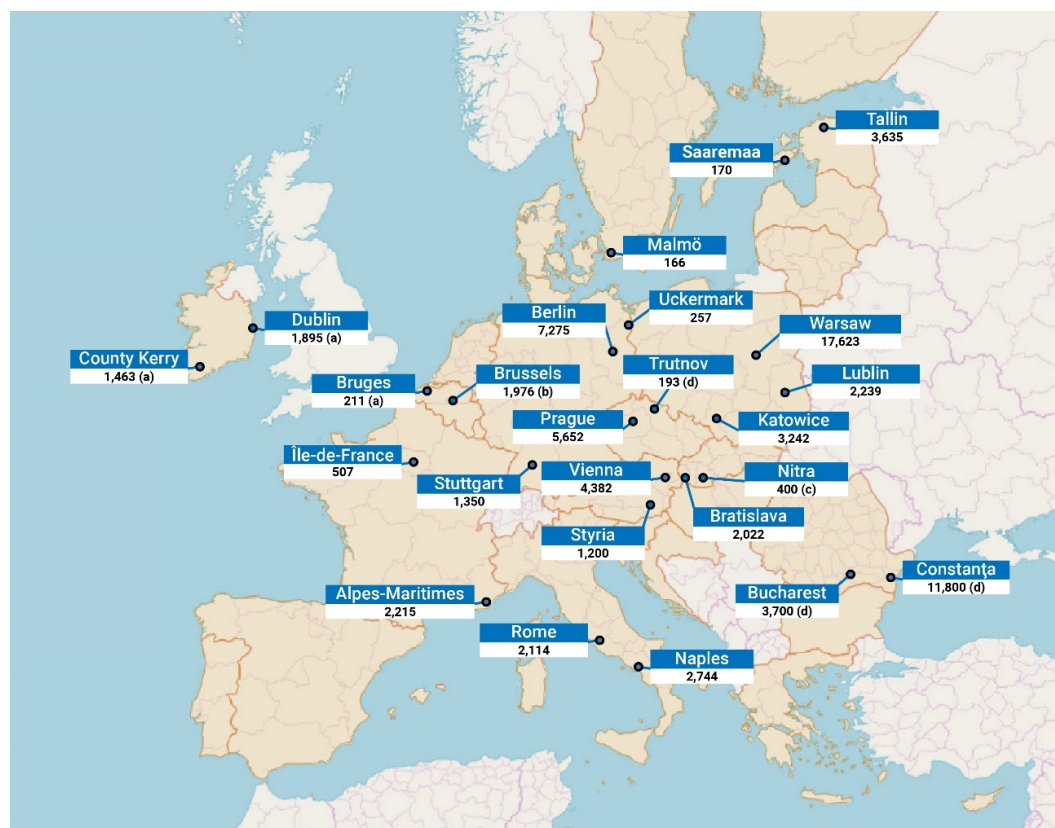 Tallin
3,635
Saaremaa
170
Malmö
166
Uckermark
257
Berlin
7,275
Dublin
1,895 (a)
Warsaw
17,623
County Kerry
1,463 (a)
Trutnov
193 (d)
Brussels
1,976 (b)
Lublin
2,239
Bruges
211 (a)
Prague
5,652
Katowice
3,242
Île-de-France
507
Vienna
4,382
Nitra
400 (c)
Stuttgart
1,350
Bratislava
2,022
Styria
1,200
Constanţa
11,800 (d)
Alpes-Maritimes
2,215
Bucharest
3,700 (d)
Rome
2,114
Naples
2,744